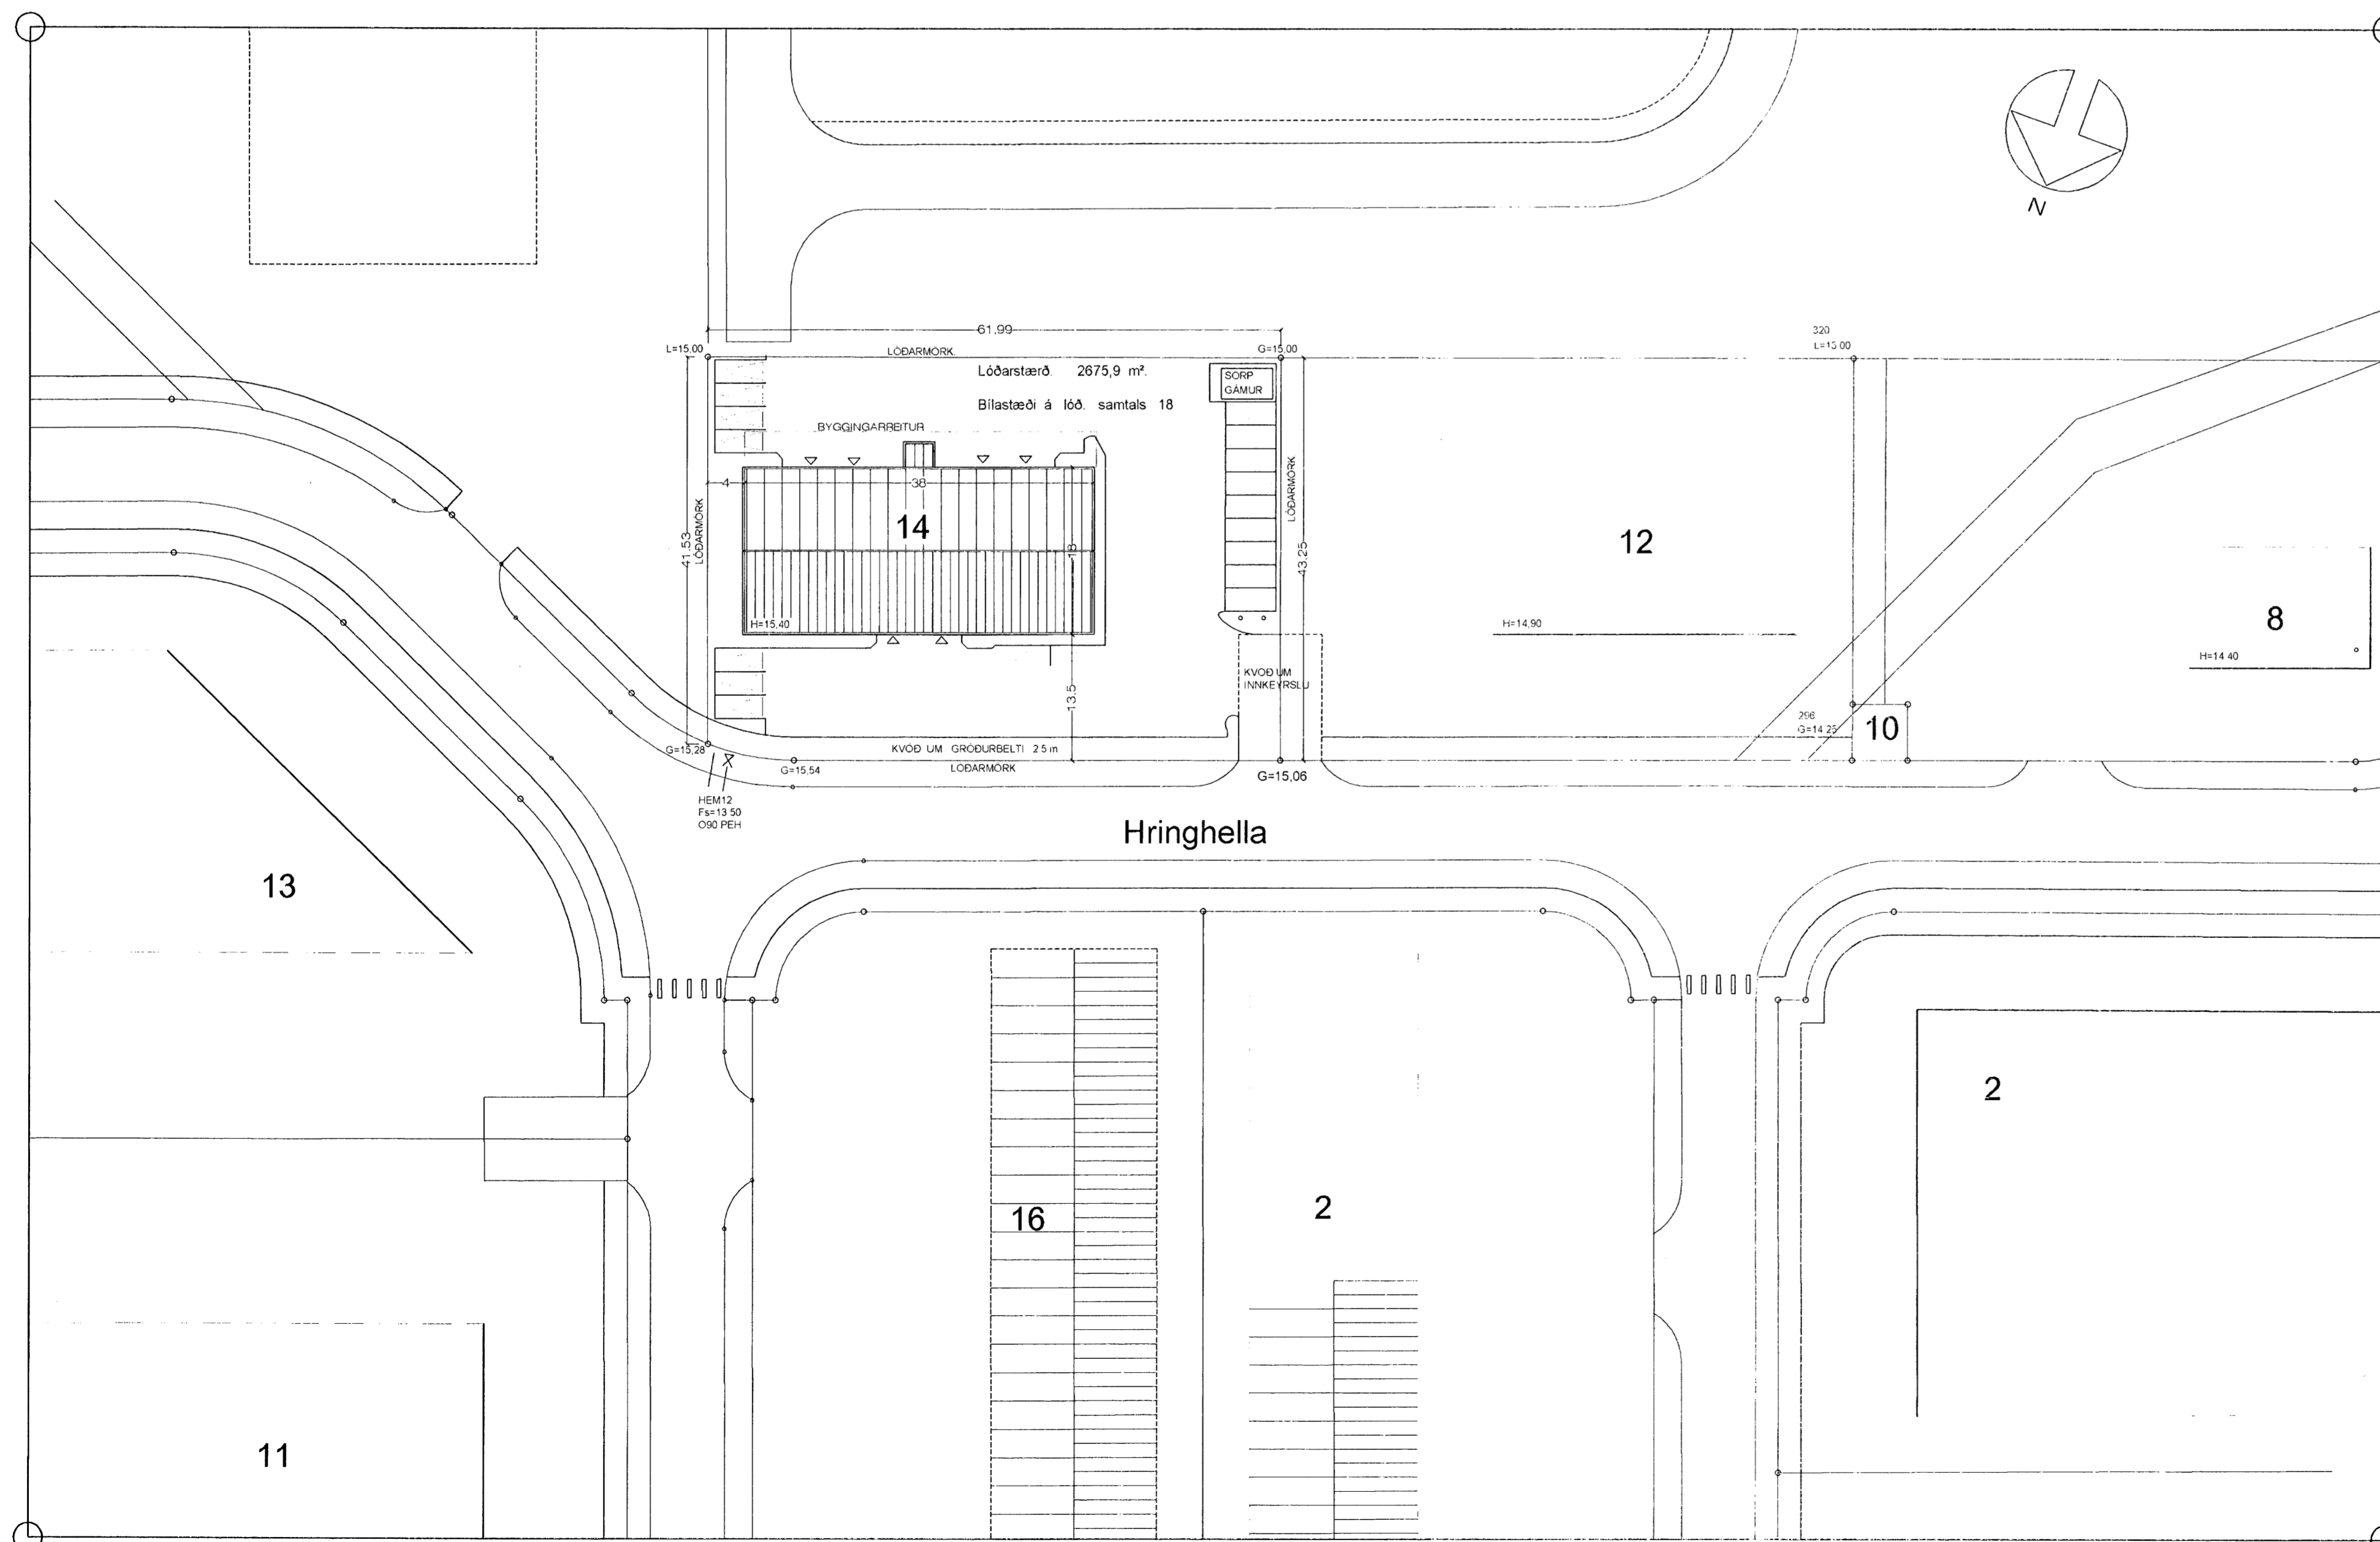 N
61,99
L=15,00
LÓÐARMÖRK.
G=15,00
320
L=15 00
Lóðarstærð. 2675,9 m².
SORP
GÁMUR
Bílastæði á lóð. samtals 18
BYGGINGARREITUR
4
38
LÓÐARMÖRK
LÓÐARMÖRK
14
12
41.53
18
43.25
H=15,40
H=14,90
8
H=14 40
KVÖÐ UM
INNKEYRSLU
13.5
296
G=14 25
10
G=15,28
KVÖÐ UM GRÓÐURBELTI 2 5 m
G=15,54
LÓÐARMÖRK
G=15,06
HEM12
Fs=13 50
O90 PEH
Hringhella
13
2
16
2
11